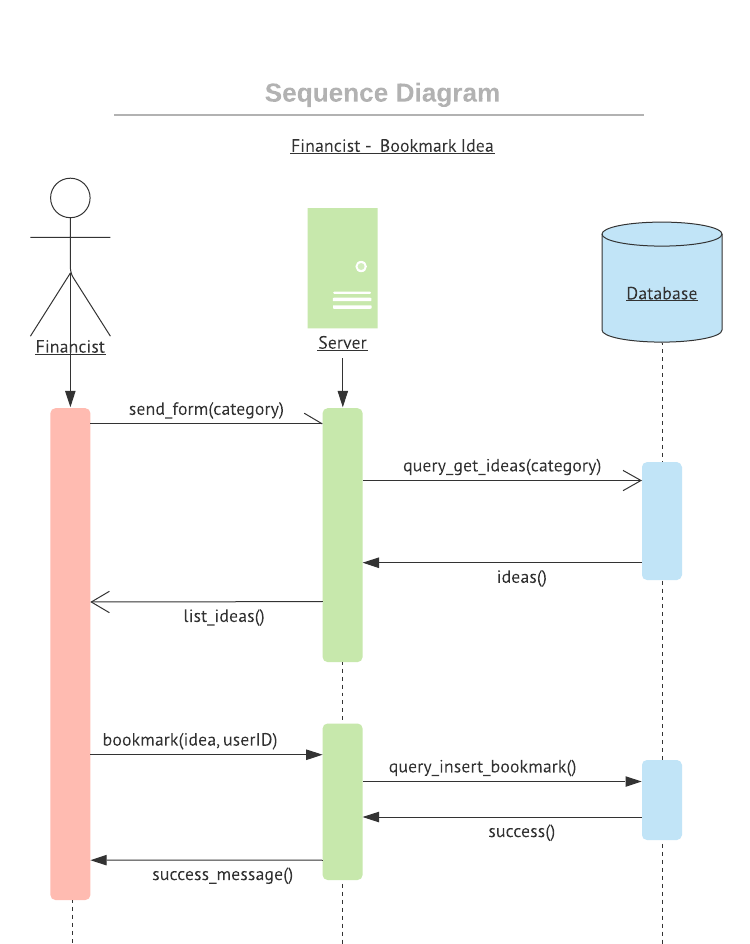 Sequence Diagram
Financist - Bookmark Idea
Database
Server
Financist
send_form(category)
query_get_ideas(category)
ideas()
list_ideas()
bookmark(idea, userID)
query_insert_bookmark()
success()
success_message()